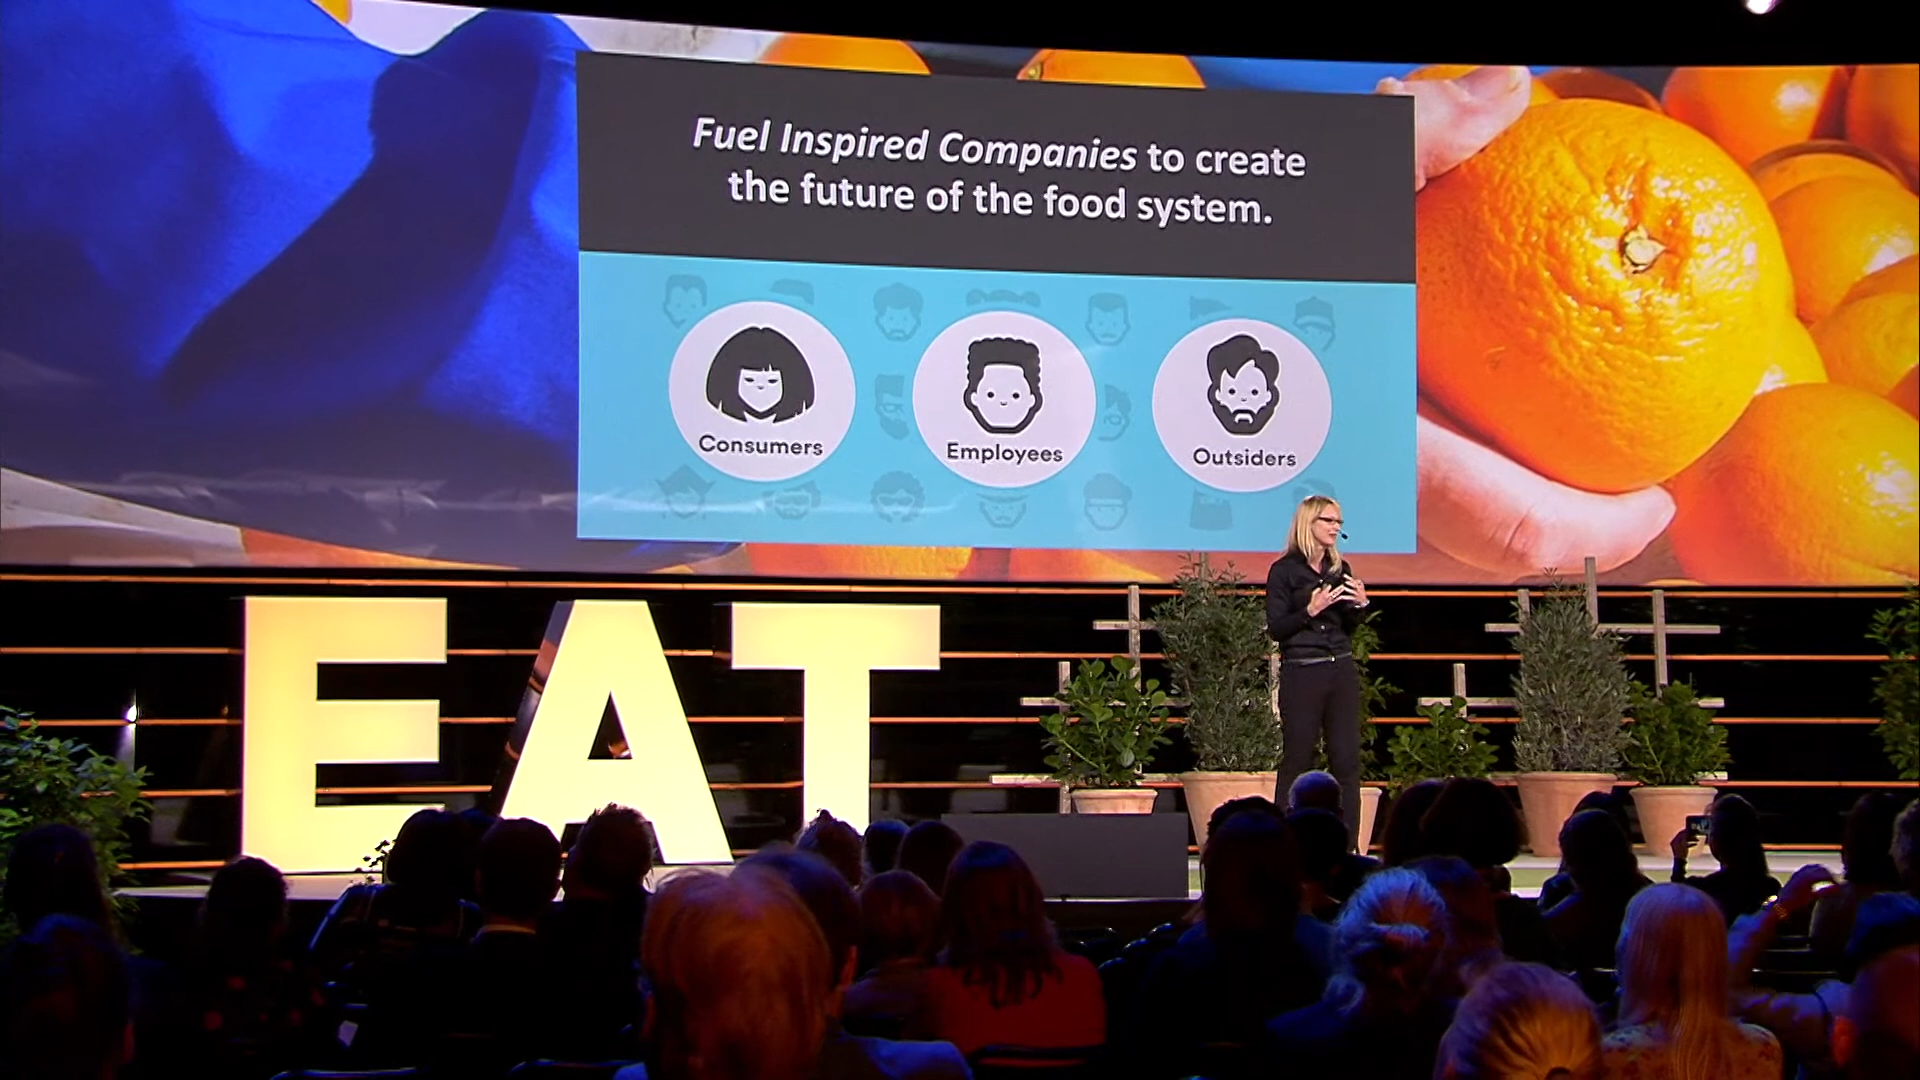 Fuel Inspired Companies to create
the future of the food system.
Consumers
Employees
Outsiders
EAT